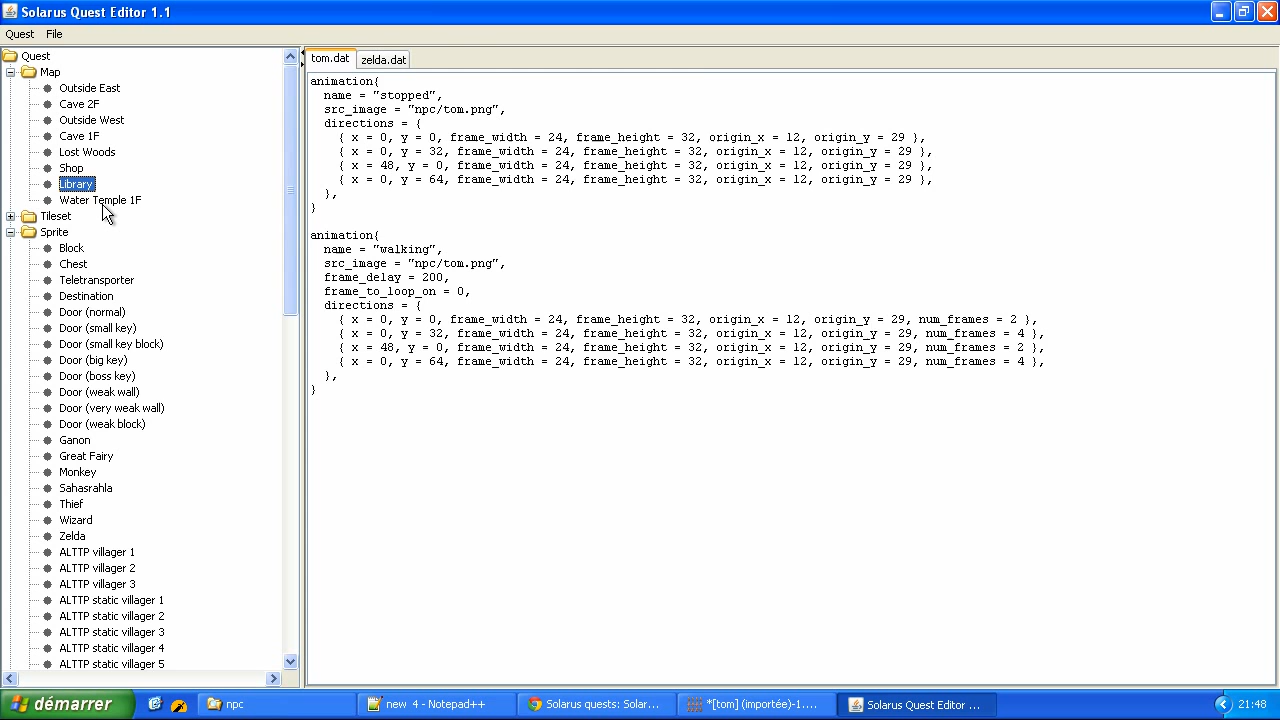 Solarus Quest Editor 1.1
Quest File
Quest
Map
Outside East
Cave 2F
Outside West
Cave 1F
Lost Woods
Shop
Library
Water Temple 1F
Tileset
Sprite
Block
Chest
Teletransporter
Destination
Door (normal)
Door (small key)
Door (small key block)
Door (big key)
Door (boss key)
Door (weak wall)
Door (very weak wall)
Door (weak block)
Ganon
Great Fairy
Monkey
Sahasrahla
Thief
Wizard
Zelda
ALTTP villager 1
ALTTP villager 2
ALTTP villager 3
ALTTP static villager 1
ALTTP static villager 2
ALTTP static villager 3
ALTTP static villager 4
ALTTP static villager 5
tom.dat zelda.dat
animation{
name = "stopped",
src_image = "npc/tom.png",
directions = {
{ x = 0, y = 0, frame_width = 24, frame_height = 32, origin_x = 12, origin_y = 29 },
{ x = 0, y = 32, frame_width = 24, frame_height = 32, origin_x = 12, origin_y = 29 },
{ x = 48, y = 0, frame_width = 24, frame_height = 32, origin_x = 12, origin_y = 29 },
{ x = 0, y = 64, frame_width = 24, frame_height = 32, origin_x = 12, origin_y = 29 },
},
}
animation{
name = "walking",
src_image = "npc/tom.png",
frame_delay = 200,
frame_to_loop_on = 0,
directions = {
{ x = 0, y = 0, frame_width = 24, frame_height = 32, origin_x = 12, origin_y = 29, num_frames = 2 },
{ x = 0, y = 32, frame_width = 24, frame_height = 32, origin_x = 12, origin_y = 29, num_frames = 4 },
{ x = 48, y = 0, frame_width = 24, frame_height = 32, origin_x = 12, origin_y = 29, num_frames = 2 },
{ x = 0, y = 64, frame_width = 24, frame_height = 32, origin_x = 12, origin_y = 29, num_frames = 4 },
},
}
démarrer npc new 4 - Notepad++ Solarus quests: Solar... *[tom] (importée)-1.... Solarus Quest Editor ... 21:48